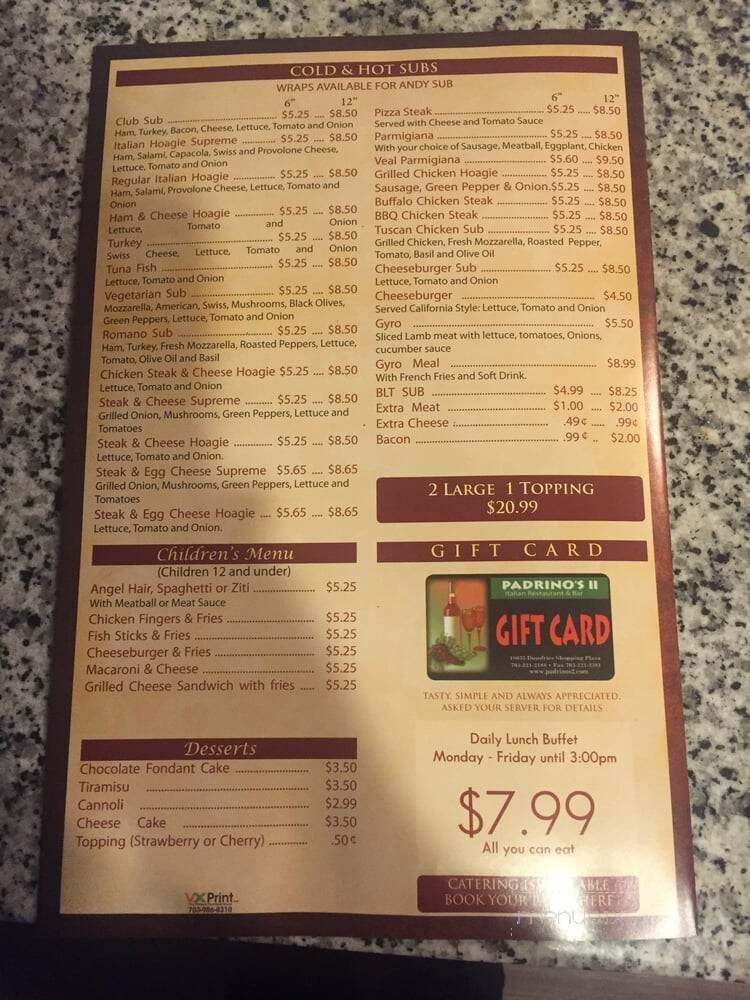 COLD & HOT SUBS
WRAPS AVAILABLE FOR ANDY SUB
6" 12"
Club Sub ........ $5.25 .... $8.50
Ham, Turkey, Bacon, Cheese, Lettuce, Tomato and Onion
Italian Hoagie Supreme ........ $5.25 .... $8.50
Ham, Salami, Capacola, Swiss and Provolone Cheese,
Lettuce, Tomato and Onion
Regular Italian Hoagie ........ $5.25 .... $8.50
Ham, Salami, Provolone Cheese, Lettuce, Tomato and
Onion
Ham & Cheese Hoagie ........ $5.25 .... $8.50
Lettuce, Tomato and Onion
Turkey ........ $5.25 .... $8.50
Swiss Cheese, Lettuce, Tomato and Onion
Tuna Fish ........ $5.25 .... $8.50
Lettuce, Tomato and Onion
Vegetarian Sub ........ $5.25 .... $8.50
Mozzarella, American, Swiss, Mushrooms, Black Olives,
Green Peppers, Lettuce, Tomato and Onion
Romano Sub ........ $5.25 .... $8.50
Ham, Turkey, Fresh Mozzarella, Roasted Peppers, Lettuce,
Tomato, Olive Oil and Basil
Chicken Steak & Cheese Hoagie $5.25 .... $8.50
Lettuce, Tomato and Onion
Steak & Cheese Supreme ........ $5.25 .... $8.50
Grilled Onion, Mushrooms, Green Peppers, Lettuce and
Tomatoes
Steak & Cheese Hoagie ........ $5.25 .... $8.50
Lettuce, Tomato and Onion.
Steak & Egg Cheese Supreme $5.65 .... $8.65
Grilled Onion, Mushrooms, Green Peppers, Lettuce and
Tomatoes
Steak & Egg Cheese Hoagie .... $5.65 .... $8.65
Lettuce, Tomato and Onion.
Children's Menu
(Children 12 and under)
Angel Hair, Spaghetti or Ziti ........ $5.25
With Meatball or Meat Sauce
Chicken Fingers & Fries ........ $5.25
Fish Sticks & Fries ........ $5.25
Cheeseburger & Fries ........ $5.25
Macaroni & Cheese ........ $5.25
Grilled Cheese Sandwich with fries ..... $5.25
Desserts
Chocolate Fondant Cake ........ $3.50
Tiramisu ........ $3.50
Cannoli ........ $2.99
Cheese Cake ........ $3.50
Topping (Strawberry or Cherry) ........ .50¢
VX Print
703-986-8310
6" 12"
Pizza Steak ........ $5.25 .... $8.50
Served with Cheese and Tomato Sauce
Parmigiana ........ $5.25 .... $8.50
With your choice of Sausage, Meatball, Eggplant, Chicken
Veal Parmigiana ........ $5.60 .... $9.50
Grilled Chicken Hoagie ........ $5.25 .... $8.50
Sausage, Green Pepper & Onion.$5.25 .... $8.50
Buffalo Chicken Steak ........ $5.25 .... $8.50
BBQ Chicken Steak ........ $5.25 .... $8.50
Tuscan Chicken Sub ........ $5.25 .... $8.50
Grilled Chicken, Fresh Mozzarella, Roasted Pepper,
Tomato, Basil and Olive Oil
Cheeseburger Sub ........ $5.25 .... $8.50
Lettuce, Tomato and Onion
Cheeseburger ........ $4.50
Served California Style: Lettuce, Tomato and Onion
Gyro ........ $5.50
Sliced Lamb meat with lettuce, tomatoes, Onions,
cucumber sauce
Gyro Meal ........ $8.99
With French Fries and Soft Drink.
BLT SUB ........ $4.99 .... $8.25
Extra Meat ........ $1.00 .... $2.00
Extra Cheese ........ .49¢ ..... .99¢
Bacon ........ .99 ¢ .. $2.00
2 LARGE 1 TOPPING
$20.99
GIFT CARD
PADRINO'S II
Italian Restaurant & Bar
GIFT CARD
Dumfries Shopping Plaza
www.padrinos2.com
TASTY, SIMPLE AND ALWAYS APPRECIATED.
ASKED YOUR SERVER FOR DETAILS
Daily Lunch Buffet
Monday - Friday until 3:00pm
$7.99
All you can eat
CATERING
BOOK YOUR